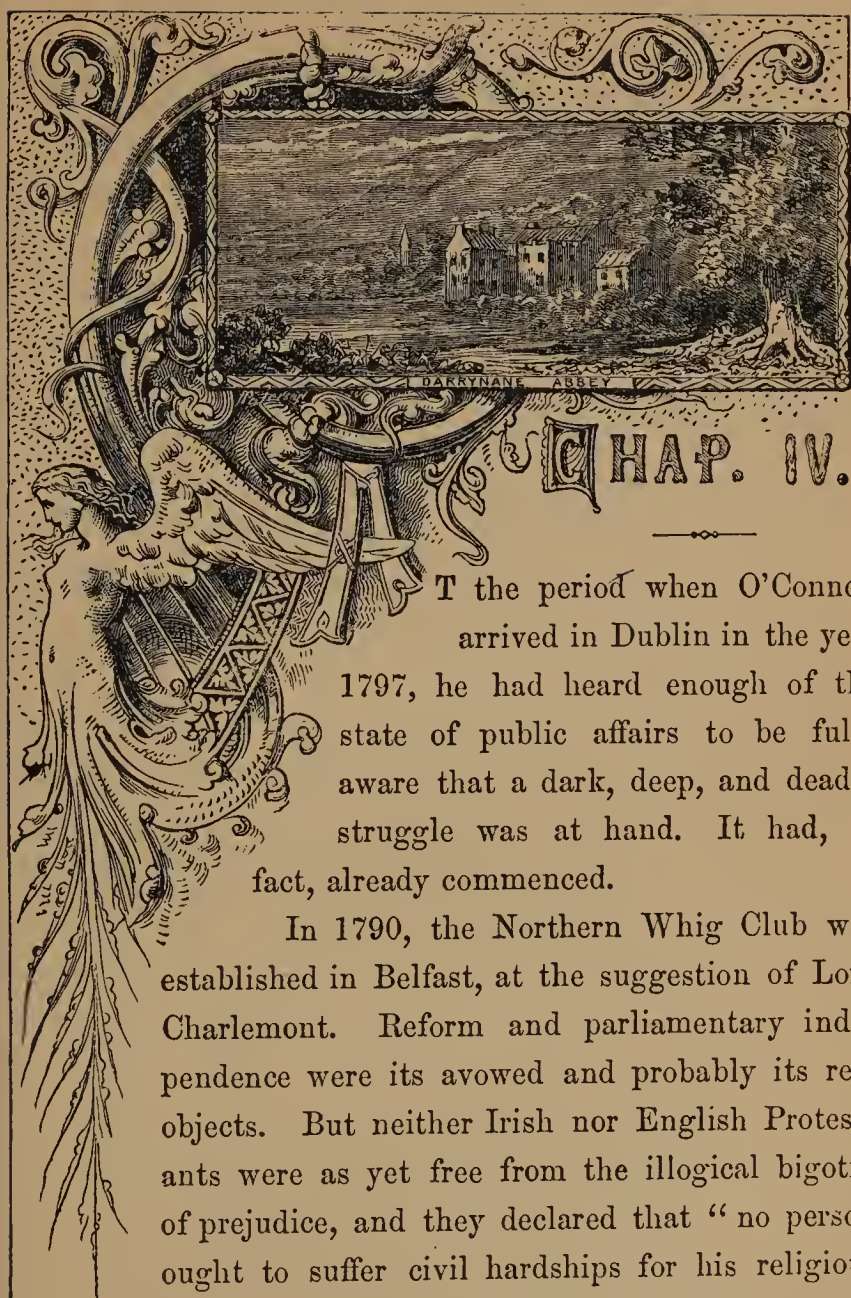 DARRYNANE ABBEY
CHAP. IV.
T the period when O'Conno
arrived in Dublin in the ye
1797, he had heard enough of th
state of public affairs to be ful
aware that a dark, deep, and dead
struggle was at hand. It had,
fact, already commenced.
In 1790, the Northern Whig Club w
established in Belfast, at the suggestion of Lo
Charlemont. Reform and parliamentary ind
pendence were its avowed and probably its re
objects. But neither Irish nor English Protes
ants were as yet free from the illogical bigot
of prejudice, and they declared that “ no perso
ought to suffer civil hardships for his religio